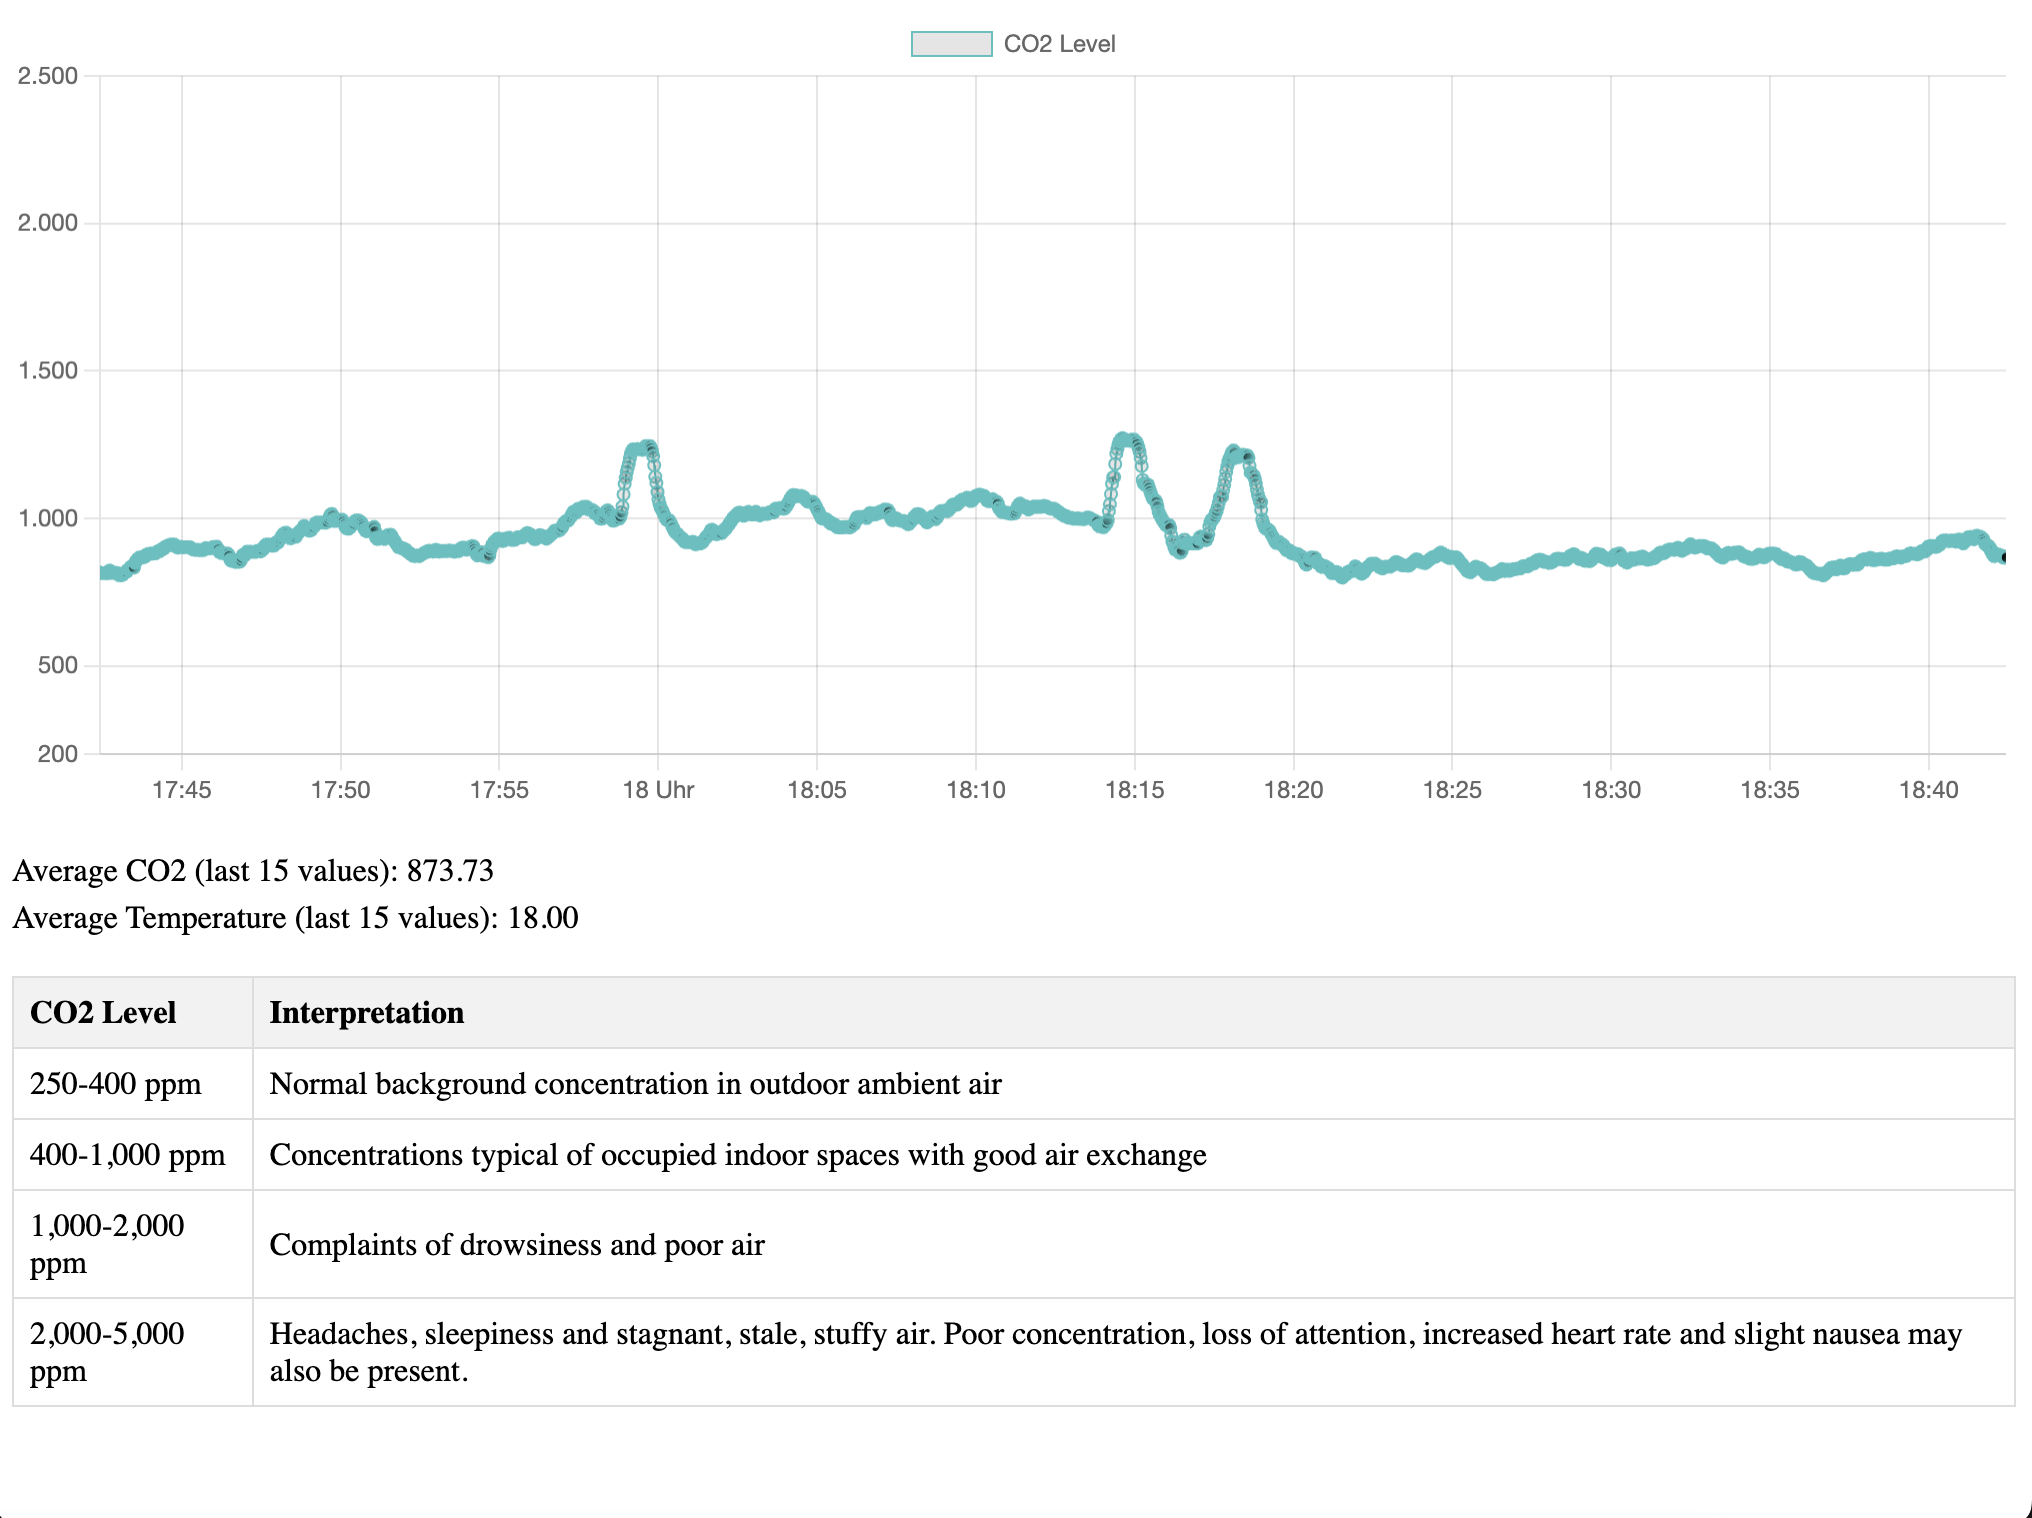 CO2 Level
2.500
2.000
1.500
1.000
500
200
17:45 17:50 17:55 18 Uhr 18:05 18:10 18:15 18:20 18:25 18:30 18:35 18:40
Average CO2 (last 15 values): 873.73
Average Temperature (last 15 values): 18.00
CO2 Level Interpretation
250-400 ppm Normal background concentration in outdoor ambient air
400-1,000 ppm Concentrations typical of occupied indoor spaces with good air exchange
1,000-2,000
ppm
Complaints of drowsiness and poor air
2,000-5,000
ppm
Headaches, sleepiness and stagnant, stale, stuffy air. Poor concentration, loss of attention, increased heart rate and slight nausea may
also be present.